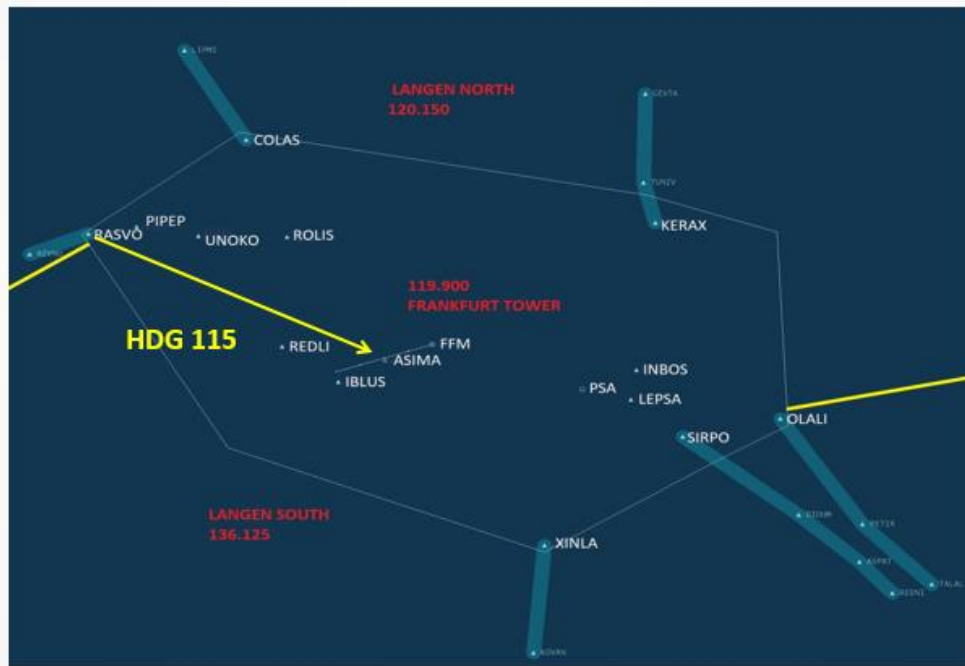 LANGEN NORTH
120.150
COLAS
KERAX
RASVO
PIPEP
UNOKO
ROLIS
119.900
FRANKFURT TOWER
HDG 115
REDLI
FFM
ASIMA
IBLUS
INBOS
PSA
LEPSA
OLALI
SIRPO
LANGEN SOUTH
136.125
XINLA